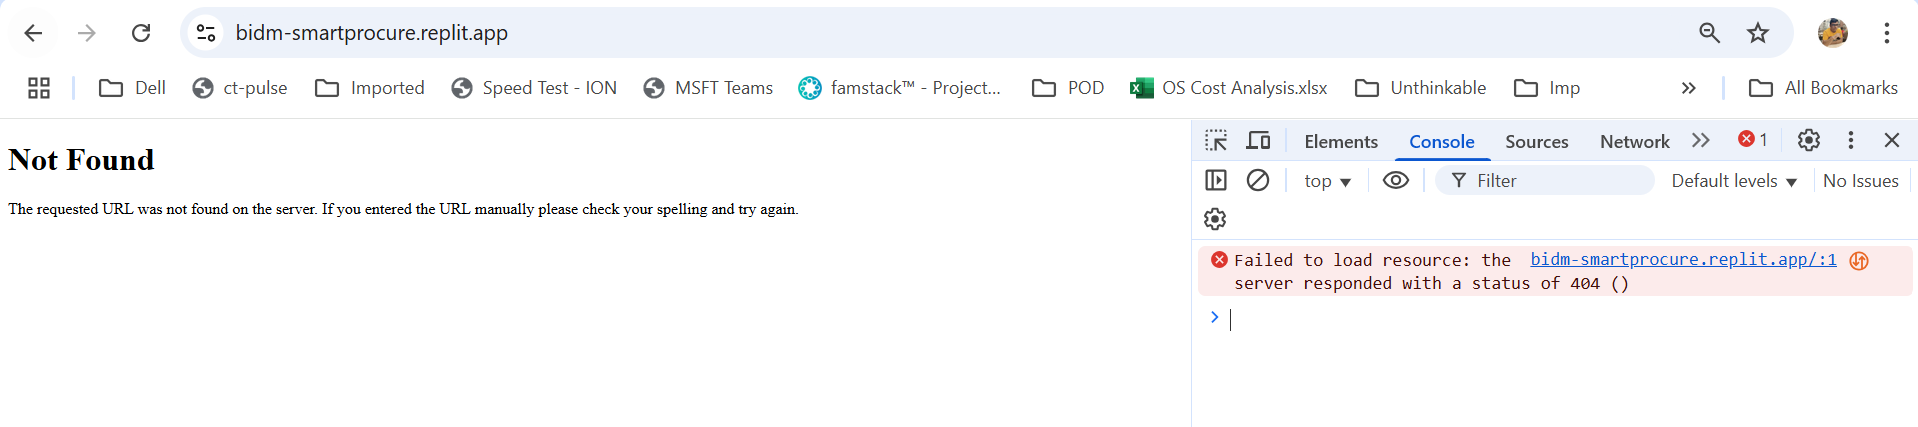 bidm-smartprocure.replit.app
Dell ct-pulse Imported Speed Test - ION MSFT Teams famstack™ - Project... POD OS Cost Analysis.xlsx Unthinkable Imp » All Bookmarks
Not Found
The requested URL was not found on the server. If you entered the URL manually please check your spelling and try again.
Elements Console Sources Network 1
top Filter Default levels No Issues
Failed to load resource: the bidm-smartprocure.replit.app/:1
server responded with a status of 404 ()